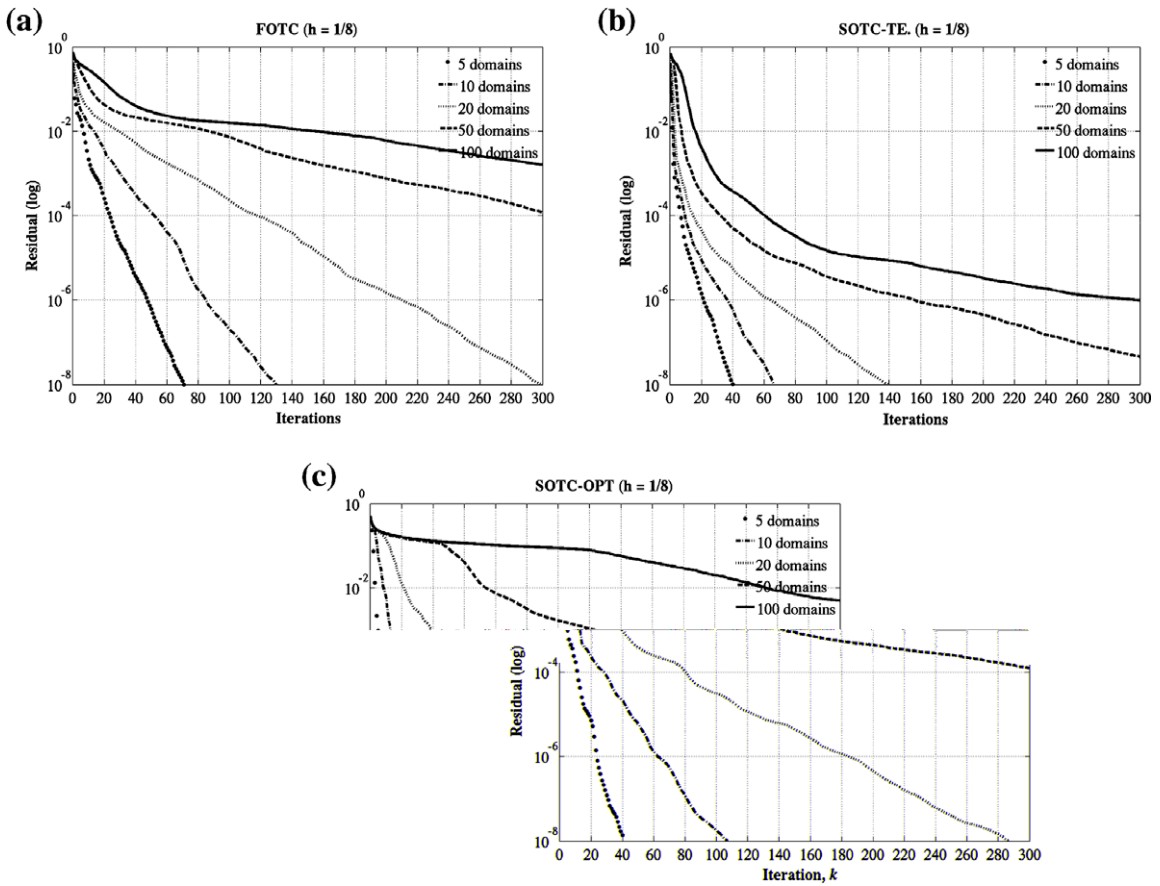 (a)
FOTC (h = 1/8)
10^0
10^-2
10^-4
10^-6
10^-8
Residual (log)
5 domains
10 domains
20 domains
50 domains
100 domains
0 20 40 60 80 100 120 140 160 180 200 220 240 260 280 300
Iterations
(b)
SOTC-TE. (h = 1/8)
10^0
10^-2
10^-4
10^-6
10^-8
Residual (log)
5 domains
10 domains
20 domains
50 domains
100 domains
0 20 40 60 80 100 120 140 160 180 200 220 240 260 280 300
Iterations
(c)
SOTC-OPT (h = 1/8)
10^0
10^-2
5 domains
10 domains
20 domains
50 domains
100 domains
10^-4
10^-6
10^-8
Residual (log)
0 20 40 60 80 100 120 140 160 180 200 220 240 260 280 300
Iteration, k